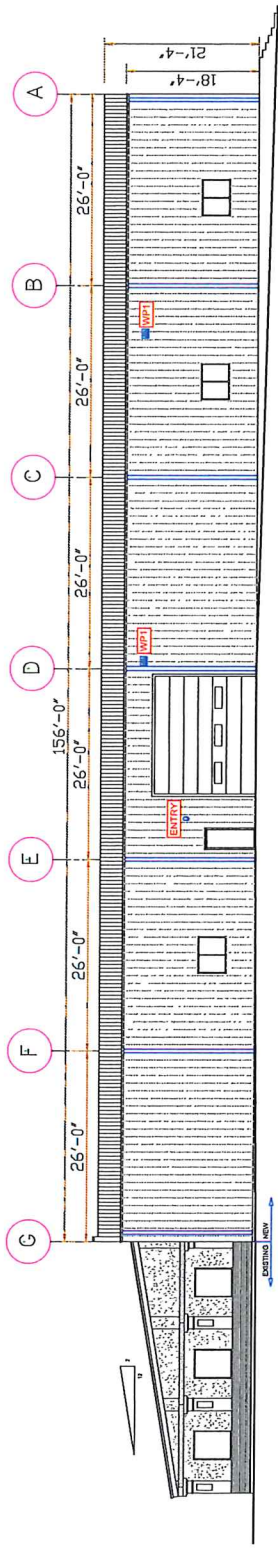 G F E D C B A
156'-0"
26'-0" 26'-0" 26'-0" 26'-0" 26'-0" 26'-0"
21'-4"
18'-4"
WP1
WP1
ENTRY
12
EXISTING NEW